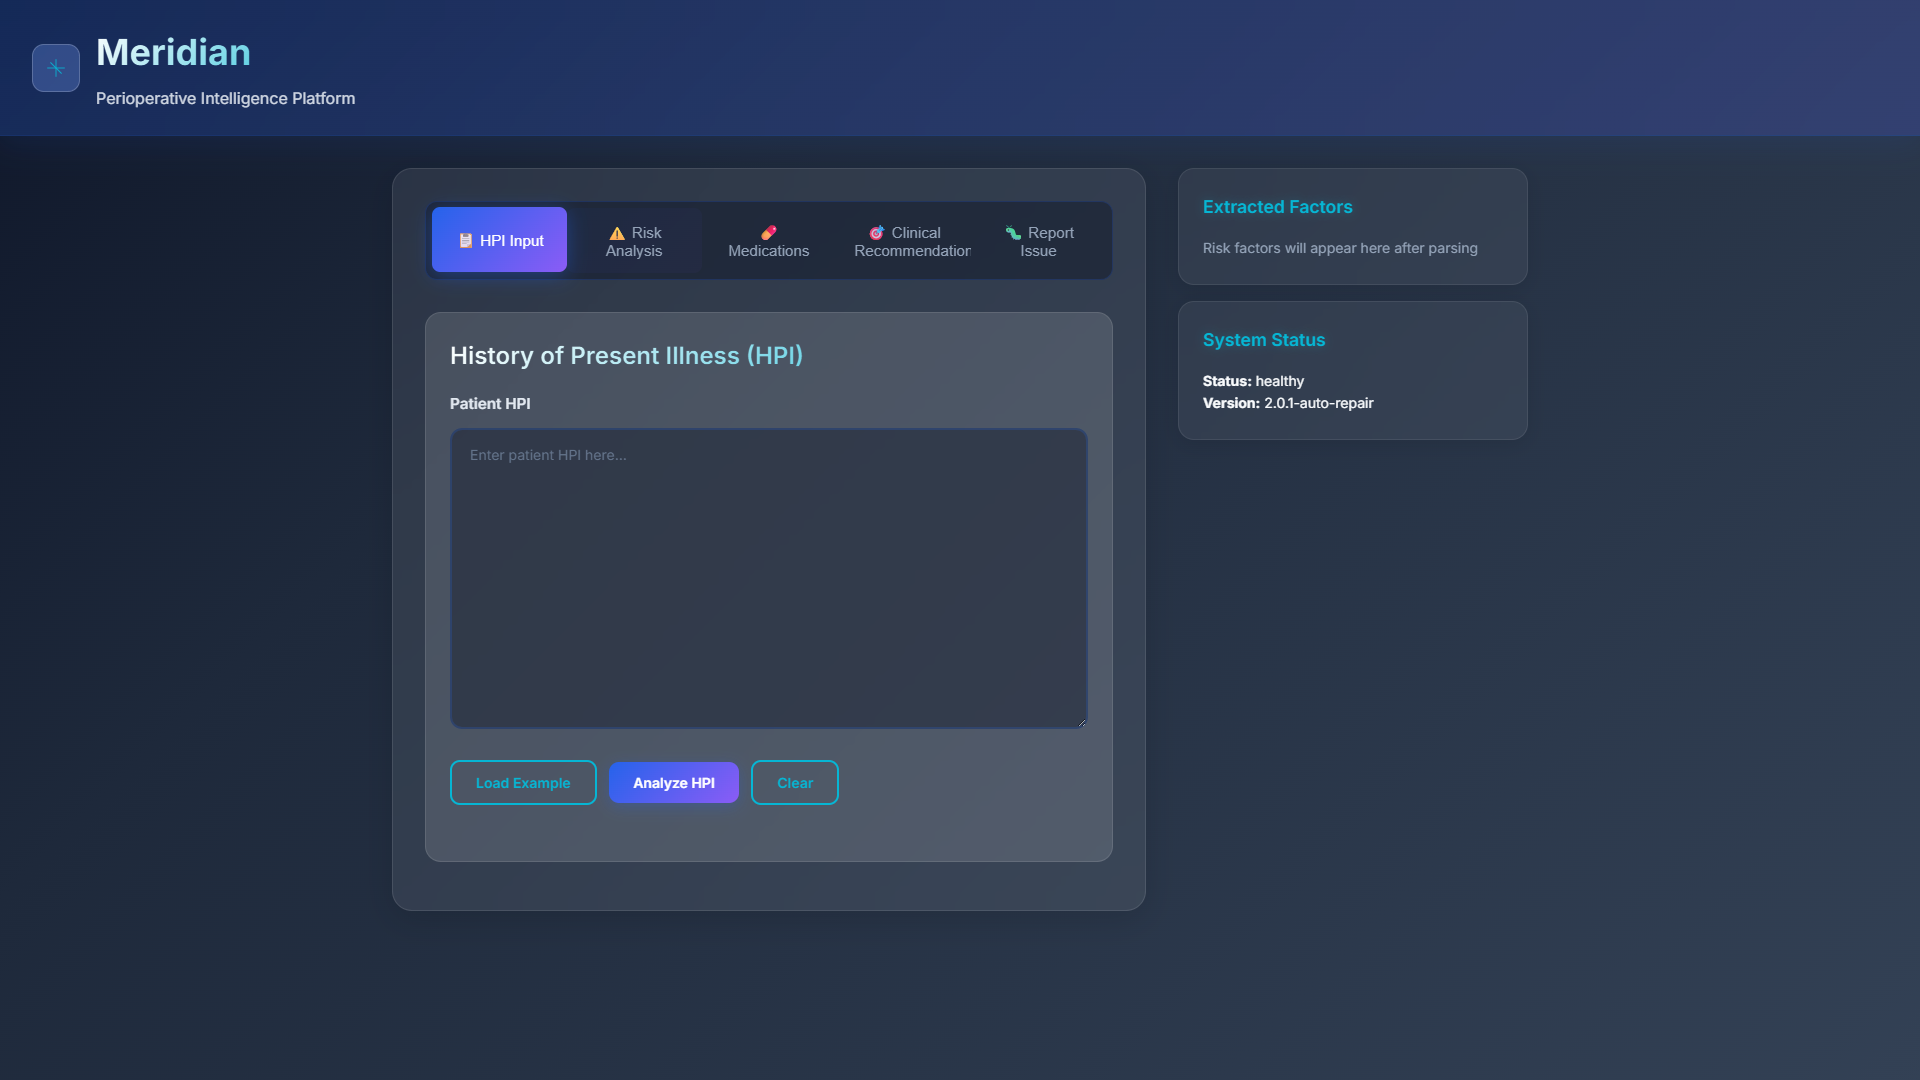 Meridian
Perioperative Intelligence Platform
HPI Input
Risk
Analysis
Medications
Clinical
Recommendation
Report
Issue
History of Present Illness (HPI)
Patient HPI
Enter patient HPI here...
Load Example
Analyze HPI
Clear
Extracted Factors
Risk factors will appear here after parsing
System Status
Status: healthy
Version: 2.0.1-auto-repair